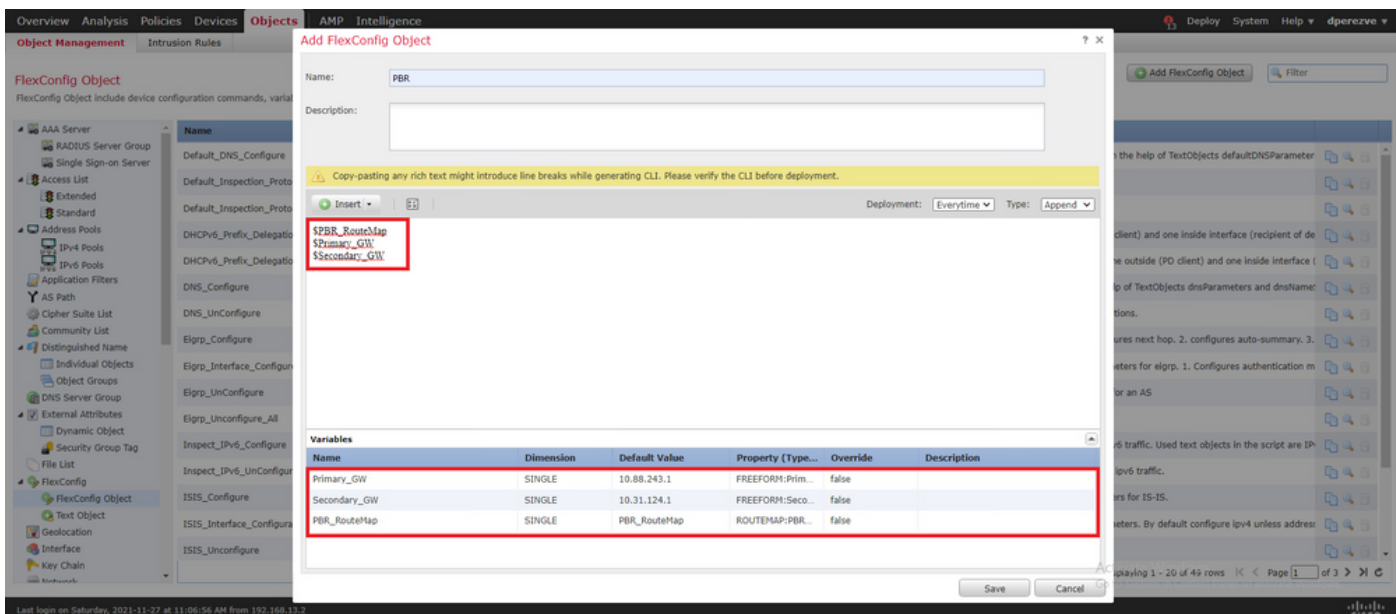 Overview Analysis Policies Devices Objects AMP Intelligence Deploy System Help dperezve
Object Management Intrusion Rules
Add FlexConfig Object ? ×
FlexConfig Object
FlexConfig Object include device configuration commands, variab
Add FlexConfig Object Filter
Name: PBR
Description:
Copy-pasting any rich text might introduce line breaks while generating CLI. Please verify the CLI before deployment.
Insert Deployment: Everytime Type: Append
$PBR_RouteMap
$Primary_GW
$Secondary_GW
AAA Server
RADIUS Server Group
Single Sign-on Server
Access List
Extended
Standard
Address Pools
IPv4 Pools
IPv6 Pools
Application Filters
AS Path
Cipher Suite List
Community List
Distinguished Name
Individual Objects
Object Groups
DNS Server Group
External Attributes
Dynamic Object
Security Group Tag
File List
FlexConfig
FlexConfig Object
Text Object
Geolocation
Interface
Key Chain
Network
Name
Default_DNS_Configure
Default_Inspection_Proto
Default_Inspection_Proto
DHCPv6_Prefix_Delegatio
DHCPv6_Prefix_Delegatio
DNS_Configure
DNS_UnConfigure
Eigrp_Configure
Eigrp_Interface_Configur
Eigrp_UnConfigure
Eigrp_Unconfigure_All
Inspect_IPv6_Configure
Inspect_IPv6_UnConfigur
ISIS_Configure
ISIS_Interface_Configura
ISIS_Unconfigure
the help of TextObjects defaultDNSParameter
client) and one inside interface (recipient of de
e outside (PD client) and one inside interface (
p of TextObjects dnsParameters and dnsName
tions.
ures next hop. 2. configures auto-summary. 3.
eters for eigrp. 1. Configures authentication m
for an AS
v6 traffic. Used text objects in the script are IP
ipv6 traffic.
ers for IS-IS.
eters. By default configure ipv4 unless address
Variables
Name Dimension Default Value Property (Type... Override Description
Primary_GW SINGLE 10.88.243.1 FREEFORM:Prim... false
Secondary_GW SINGLE 10.31.124.1 FREEFORM:Seco... false
PBR_RouteMap SINGLE PBR_RouteMap ROUTEMAP:PBR... false
Displaying 1 - 20 of 49 rows Page 1 of 3
Save Cancel
Last login on Saturday, 2021-11-27 at 11:06:56 AM from 192.168.13.2
cisco